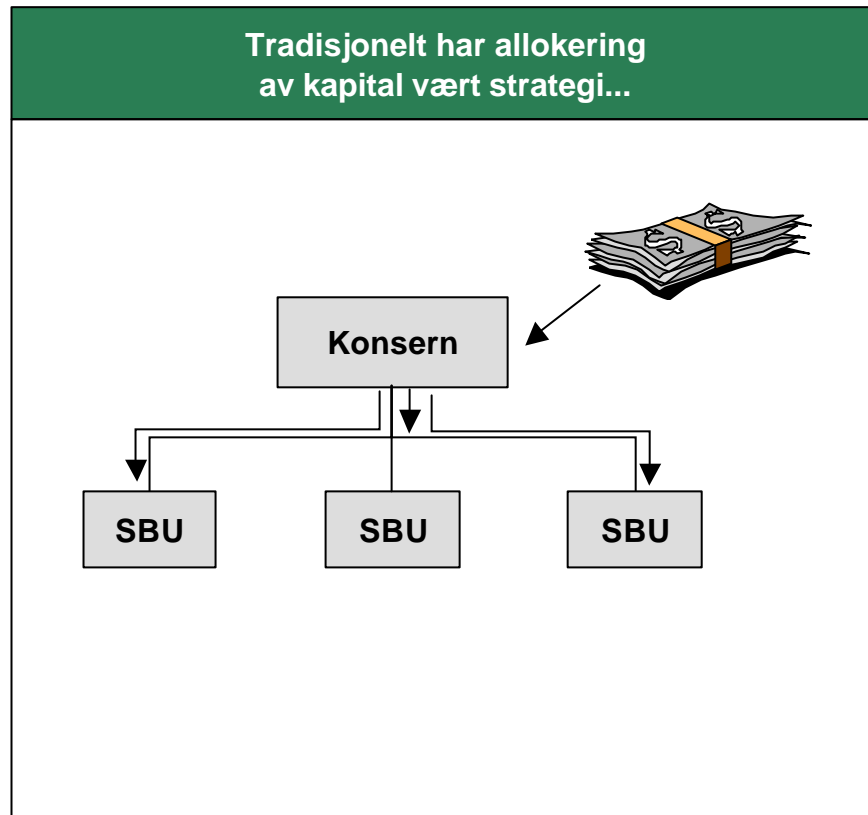 Tradisjonelt har allokering
av kapital vært strategi...
$ $
Konsern
SBU SBU SBU